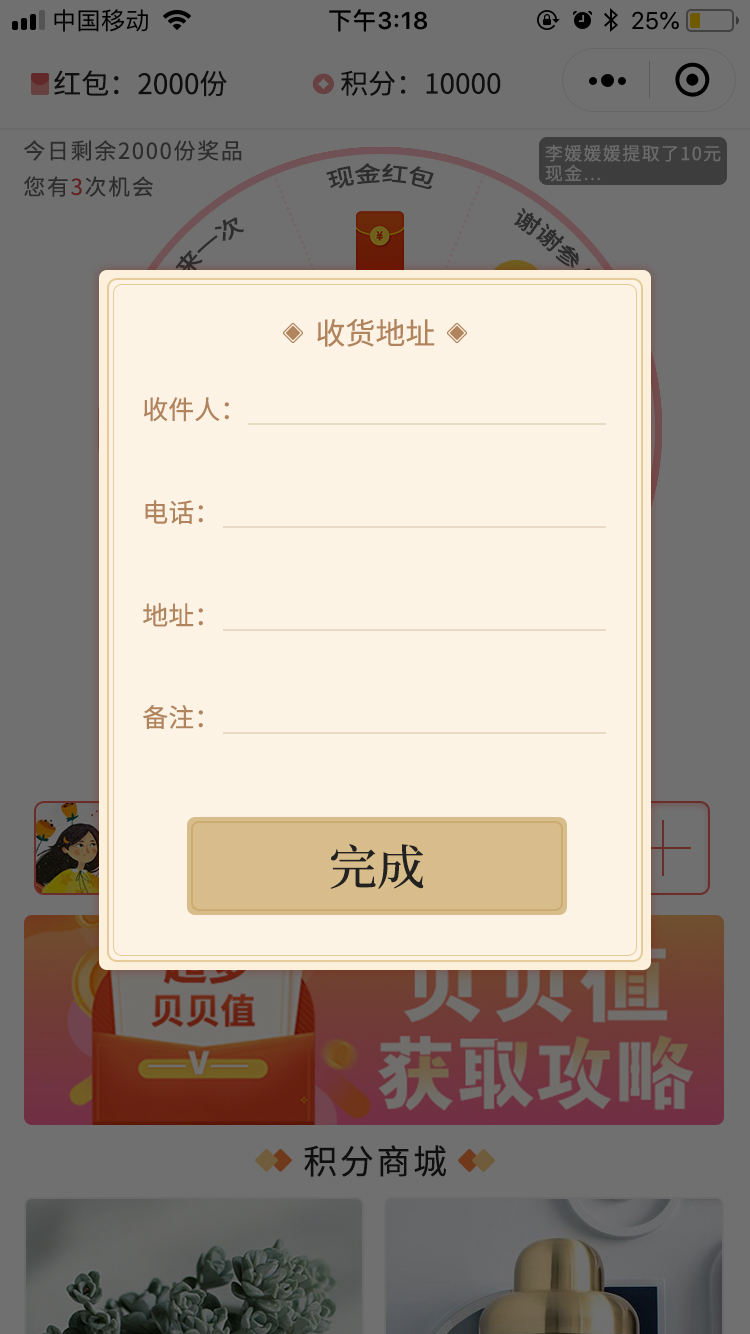 中国移动
下午3:18
25%
红包：2000份
积分：10000
今日剩余2000份奖品
您有3次机会
李媛媛媛提取了10元
现金...
现金红包
来一次
谢谢参
¥
收货地址
收件人：
电话：
地址：
备注：
完成
贝贝值
V
贝贝值
获取攻略
积分商城